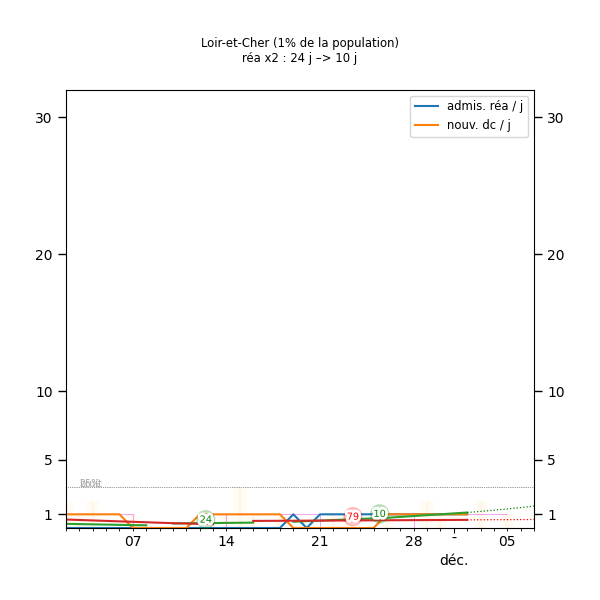 Loir-et-Cher (1% de la population)
réa x2 : 24 j –> 10 j
admis. réa / j
nouv. dc / j
30 30
20 20
10 10
5 5
24 79 10
1 1
07 14 21 28 - 05
déc.